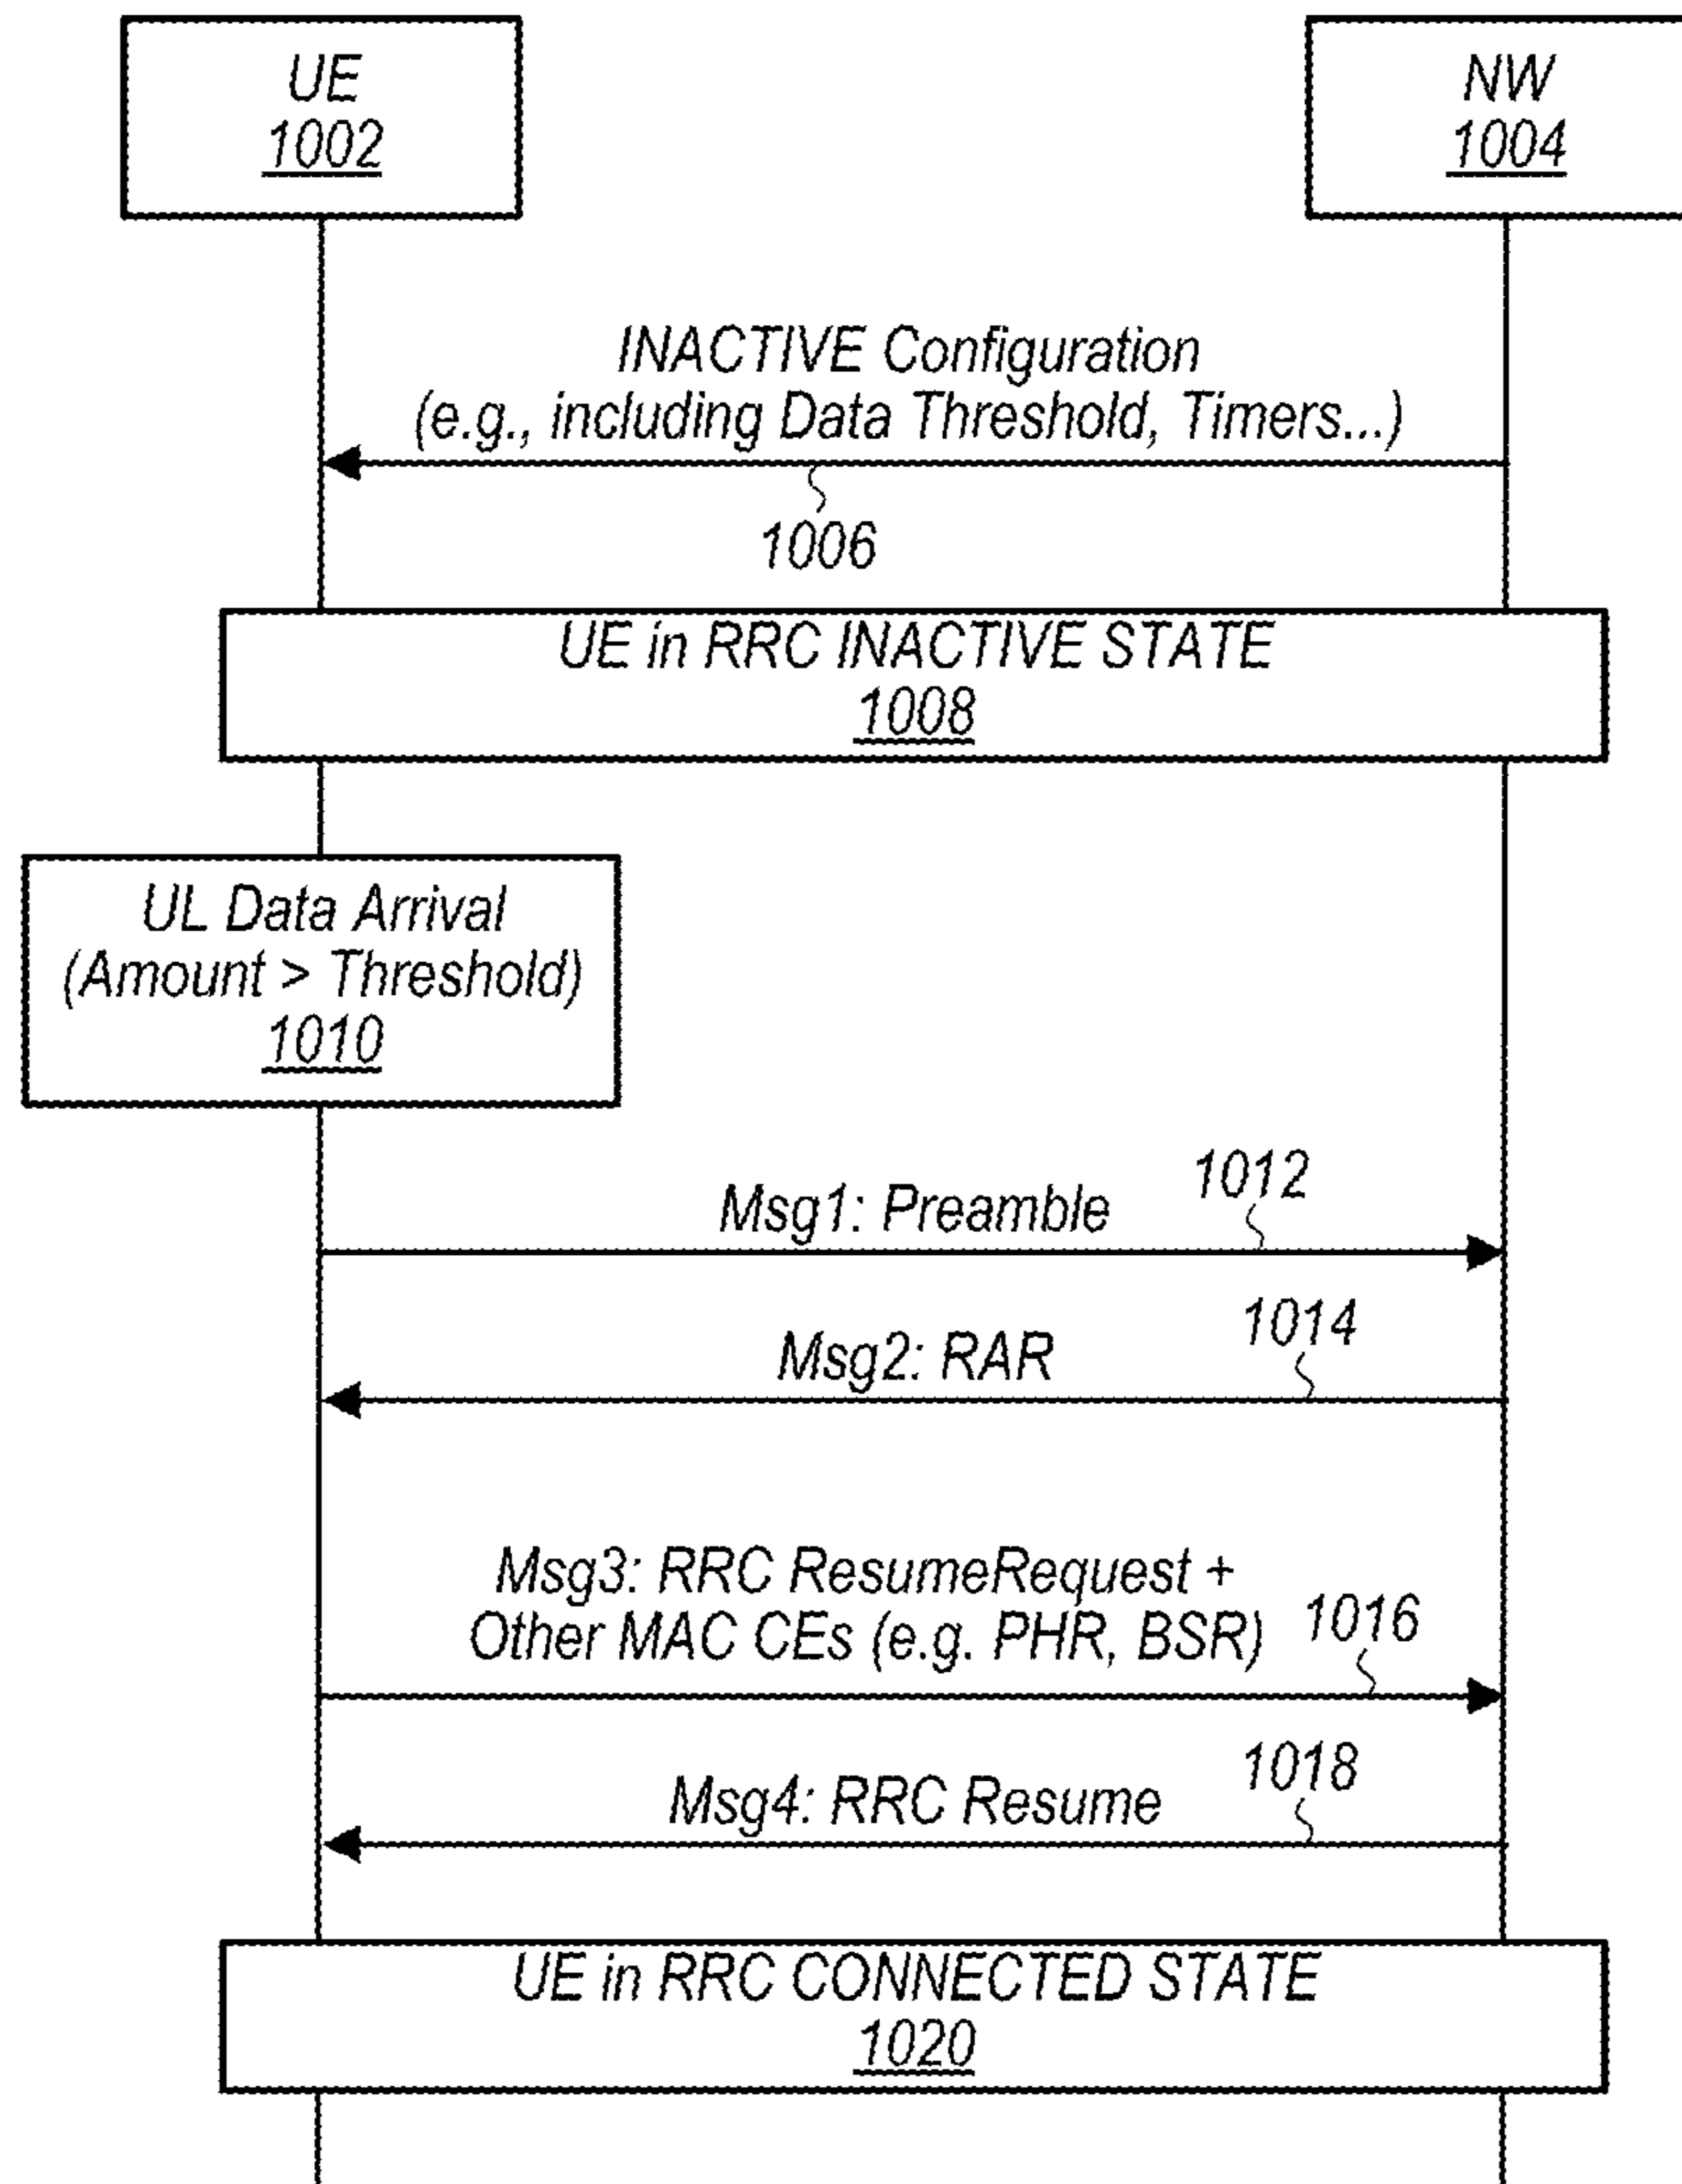 UE
1002
NW
1004
INACTIVE Configuration
(e.g., including Data Threshold, Timers...)
1006
UE in RRC INACTIVE STATE
1008
UL Data Arrival
(Amount > Threshold)
1010
1012
Msg1: Preamble
1014
Msg2: RAR
Msg3: RRC ResumeRequest +
Other MAC CEs (e.g. PHR, BSR)
1016
1018
Msg4: RRC Resume
UE in RRC CONNECTED STATE
1020